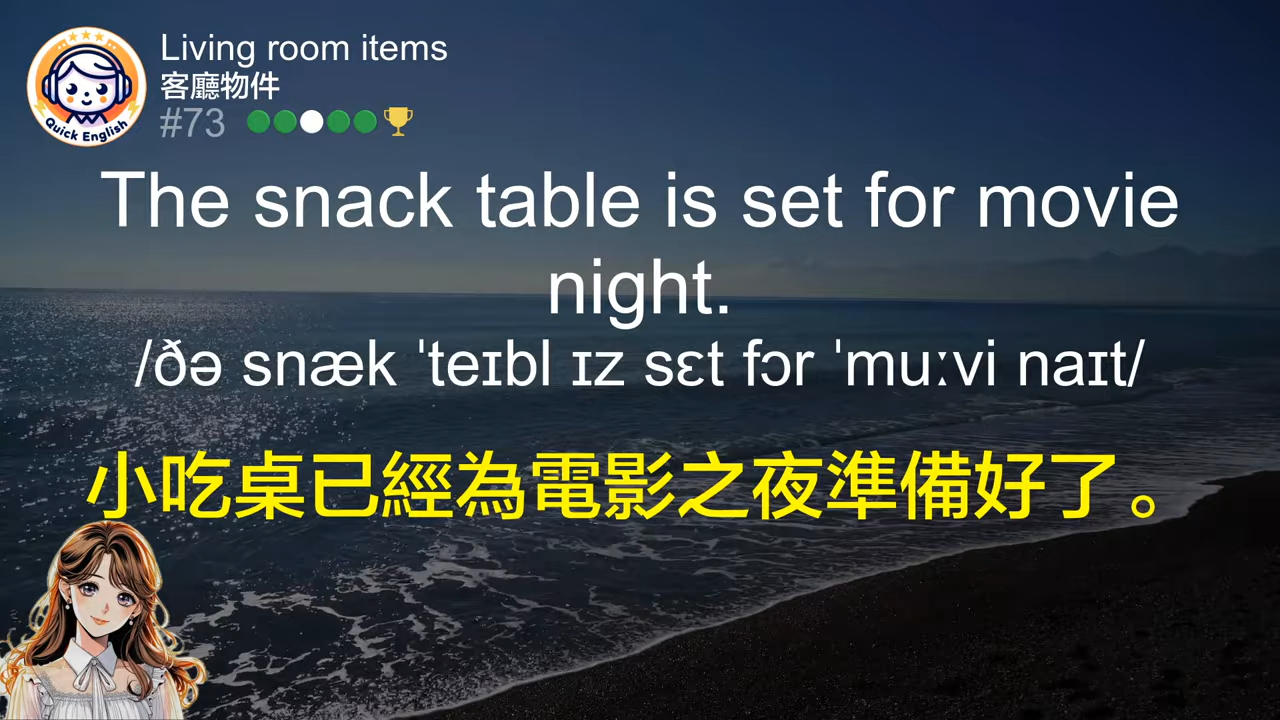 Quick English
Living room items
客廳物件
#73
The snack table is set for movie
night.
/ðə snæk ˈteɪbl ɪz sɛt fɔr ˈmuːvi naɪt/
小吃桌已經為電影之夜準備好了。